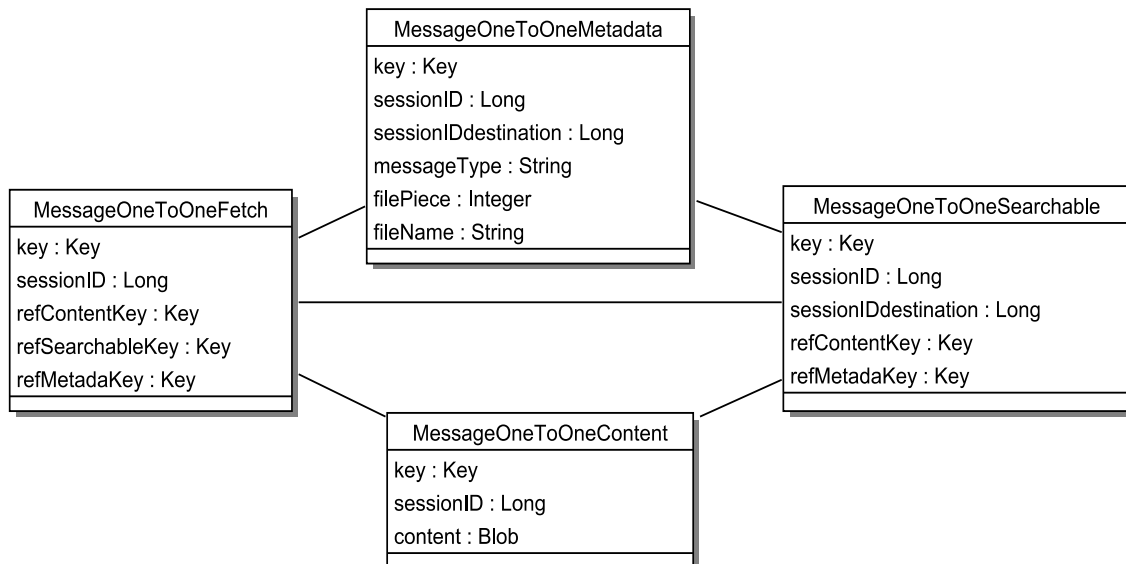 MessageOneToOneMetadata
key : Key
sessionID : Long
sessionIDdestination : Long
messageType : String
filePiece : Integer
fileName : String
MessageOneToOneFetch
key : Key
sessionID : Long
refContentKey : Key
refSearchableKey : Key
refMetadaKey : Key
MessageOneToOneSearchable
key : Key
sessionID : Long
sessionIDdestination : Long
refContentKey : Key
refMetadaKey : Key
MessageOneToOneContent
key : Key
sessionID : Long
content : Blob